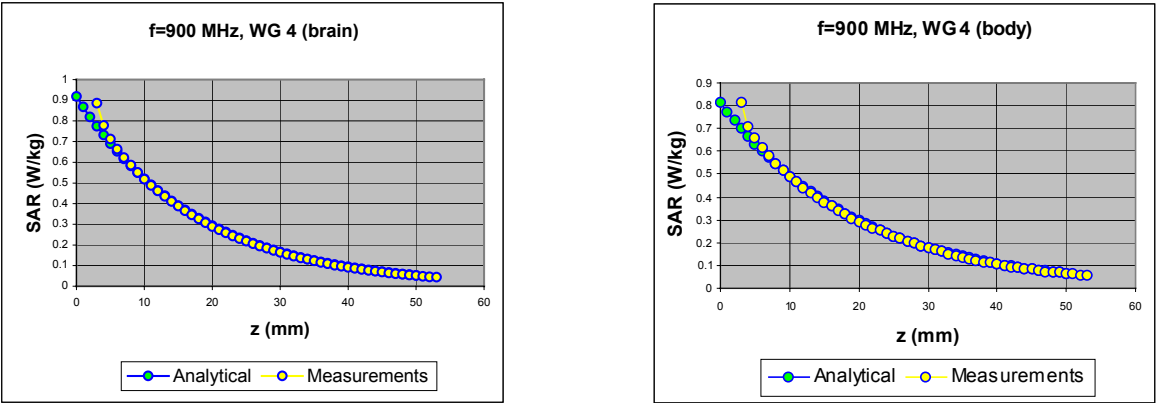 f=900 MHz, WG 4 (brain)
SAR (W/kg)
1
0.9
0.8
0.7
0.6
0.5
0.4
0.3
0.2
0.1
0
0 10 20 30 40 50 60
z (mm)
Analytical Measurements
f=900 MHz, WG 4 (body)
SAR (W/kg)
0.9
0.8
0.7
0.6
0.5
0.4
0.3
0.2
0.1
0
0 10 20 30 40 50 60
z (mm)
Analytical Measurements